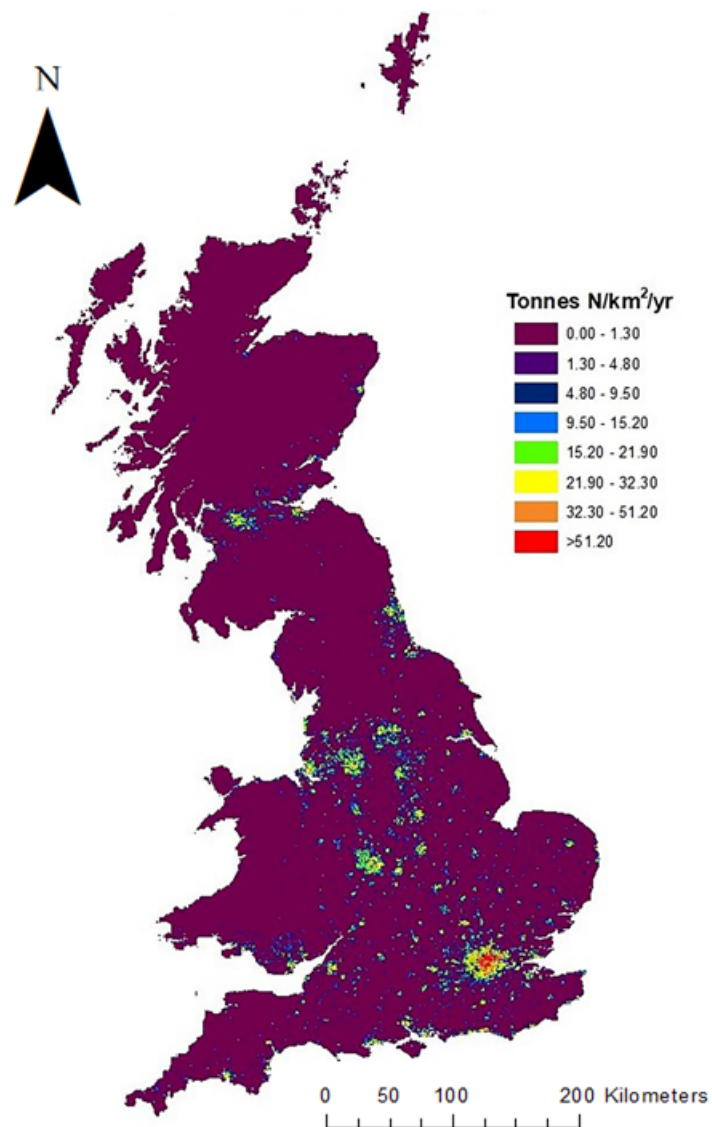 N
Tonnes N/km²/yr
0.00 - 1.30
1.30 - 4.80
4.80 - 9.50
9.50 - 15.20
15.20 - 21.90
21.90 - 32.30
32.30 - 51.20
>51.20
0 50 100 200 Kilometers